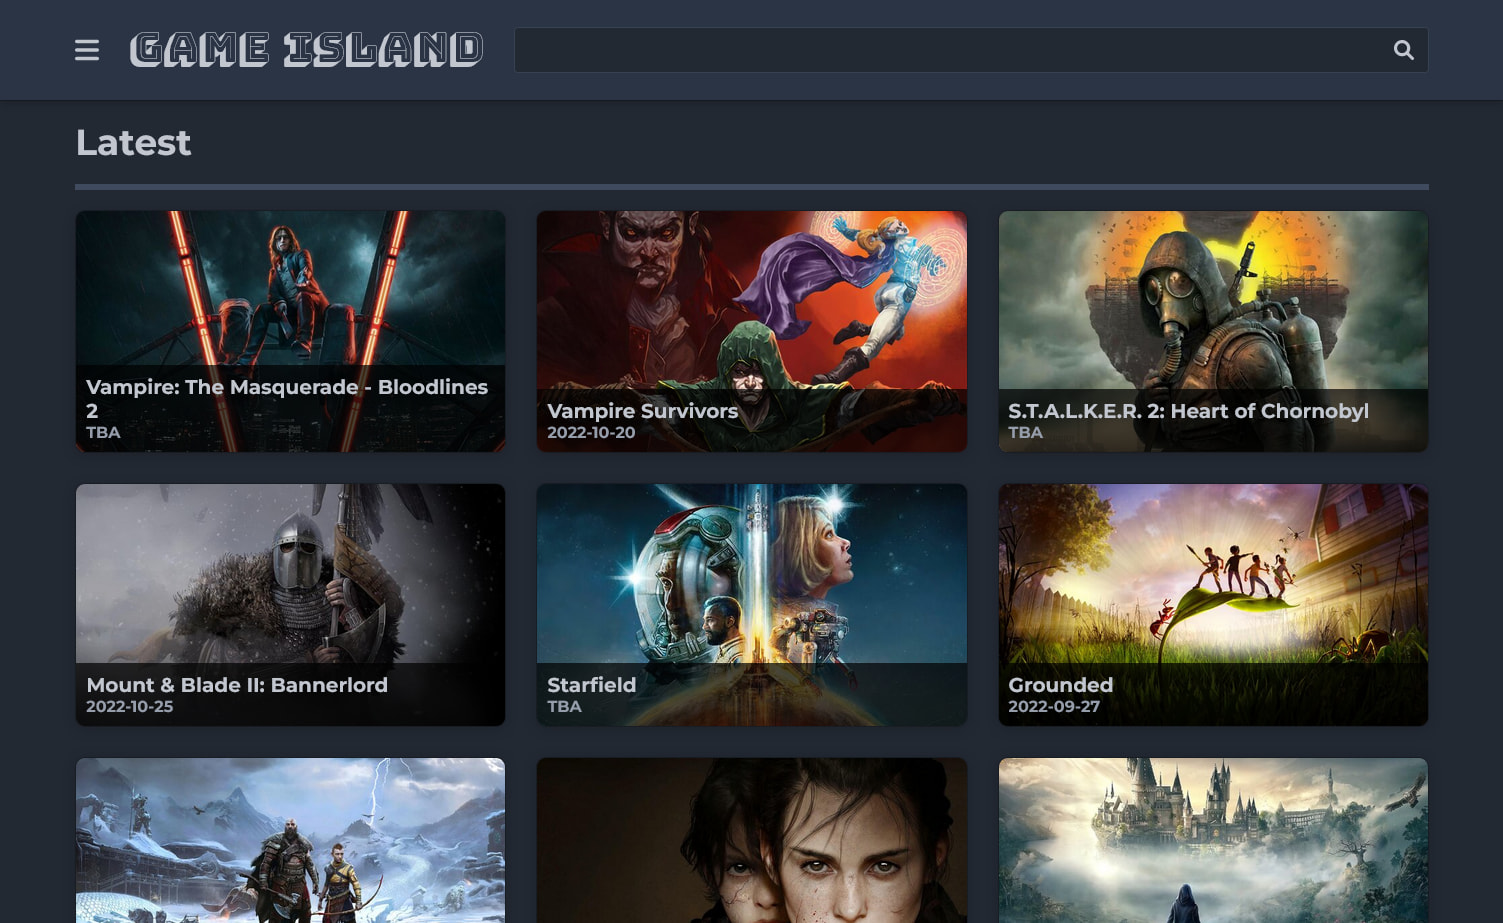 GAME ISLAND
Latest
Vampire: The Masquerade - Bloodlines
2
TBA
Vampire Survivors
2022-10-20
S.T.A.L.K.E.R. 2: Heart of Chornobyl
TBA
Mount & Blade II: Bannerlord
2022-10-25
Starfield
TBA
Grounded
2022-09-27